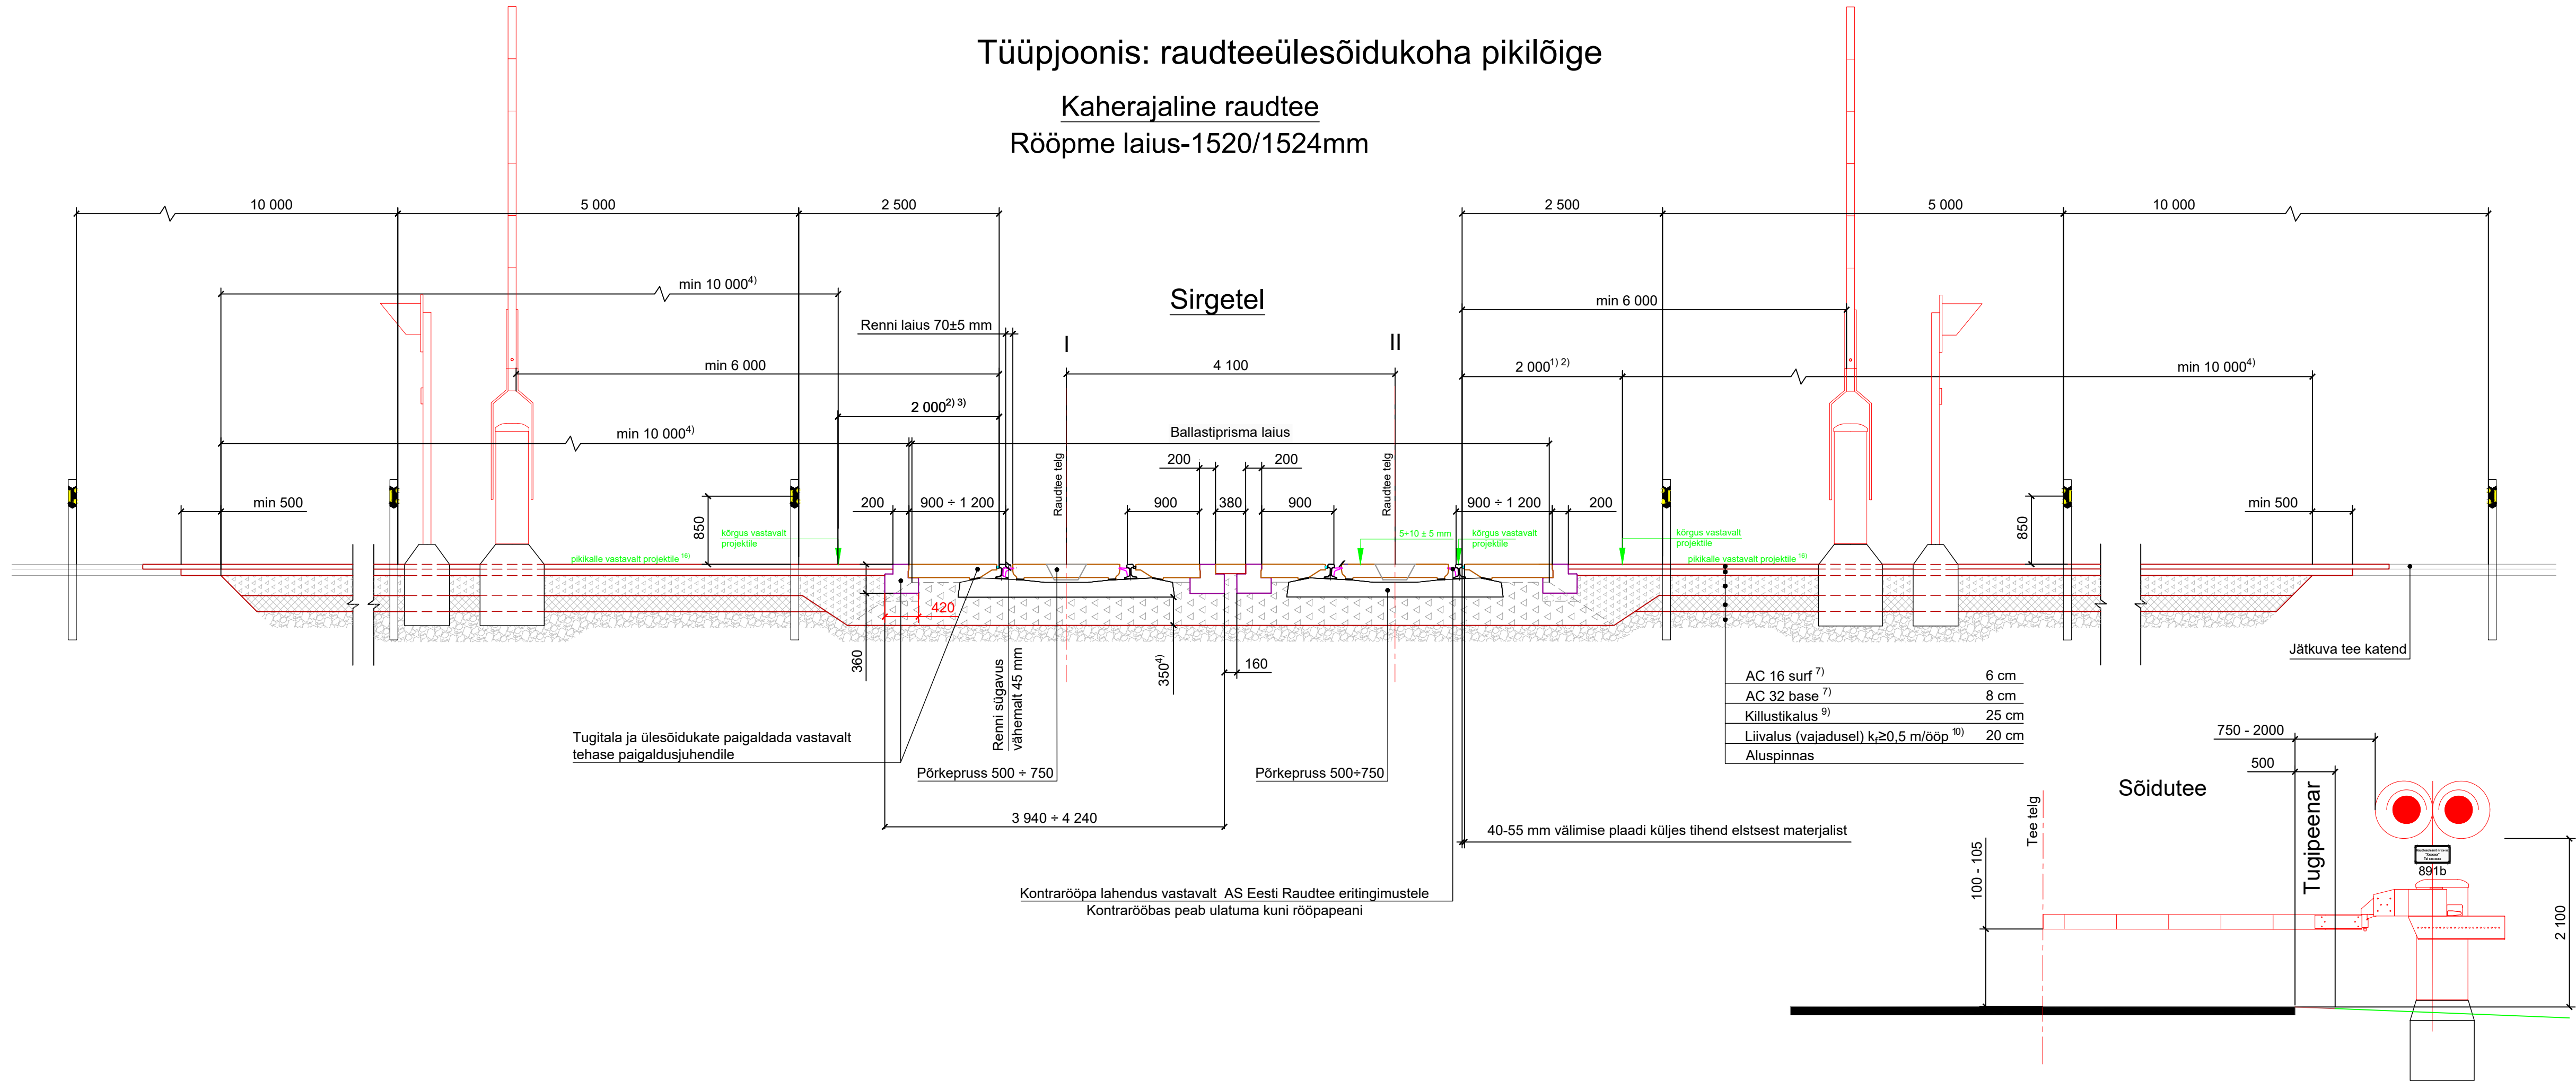 Tüüpjoonis: raudteeülesõidukoha pikilõige
Kaherajaline raudtee
Rööpme laius-1520/1524mm
10 000
5 000
2 500
2 500
5 000
10 000
min 10 000⁴⁾
Sirgetel
min 6 000
Renni laius 70±5 mm
I
II
min 6 000
4 100
2 000¹⁾ ²⁾
min 10 000⁴⁾
2 000²⁾ ³⁾
min 10 000⁴⁾
Ballastiprisma laius
200
200
Raudtee telg
Raudtee telg
min 500
850
200
900 ÷ 1 200
900
380
900
900 ÷ 1 200
200
850
min 500
kõrgus vastavalt
projektile
5÷10 ± 5 mm
kõrgus vastavalt
projektile
kõrgus vastavalt
projektile
pikikalle vastavalt projektile ¹⁶⁾
pikikalle vastavalt projektile ¹⁶⁾
420
360
350⁴⁾
160
Renni sügavus
vähemalt 45 mm
Jätkuva tee katend
AC 16 surf ⁷⁾ 6 cm
AC 32 base ⁷⁾ 8 cm
Killustikalus ⁹⁾ 25 cm
Liivalus (vajadusel) kf≥0,5 m/ööp ¹⁰⁾ 20 cm
Aluspinnas
Tugitala ja ülesõidukate paigaldada vastavalt
tehase paigaldusjuhendile
Põrkepruss 500 ÷ 750
Põrkepruss 500÷750
3 940 ÷ 4 240
40-55 mm välimise plaadi küljes tihend elstsest materjalist
Kontrarööpa lahendus vastavalt AS Eesti Raudtee eritingimustele
Kontrarööbas peab ulatuma kuni rööpapeani
750 - 2000
500
Sõidutee
Tugipeenar
Tee telg
100 - 105
891b
2 100